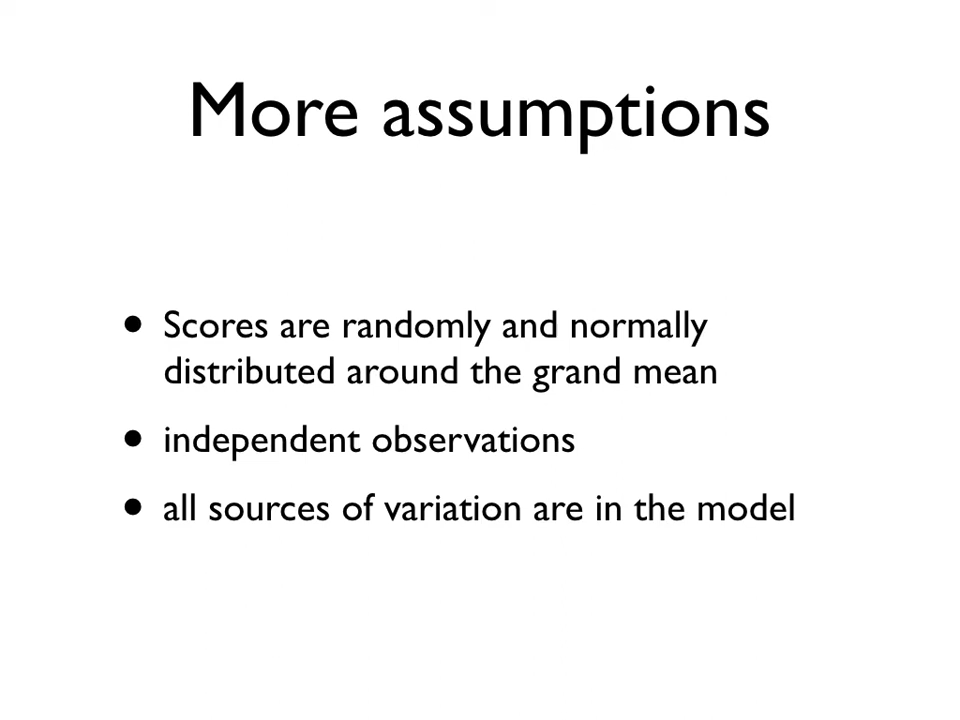 More assumptions
• Scores are randomly and normally
distributed around the grand mean
• independent observations
• all sources of variation are in the model